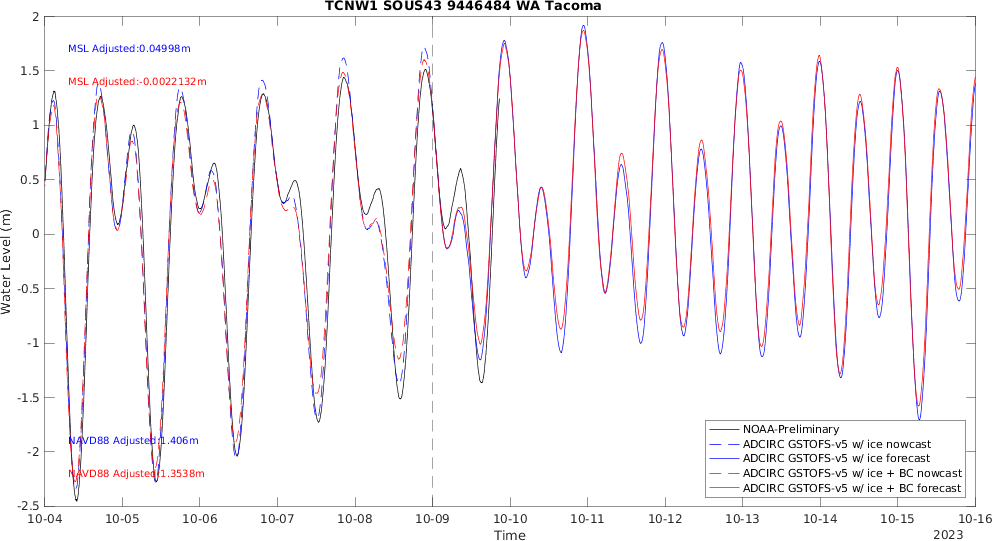 TCNW1 SOUS43 9446484 WA Tacoma
2
1.5
1
0.5
0
-0.5
-1
-1.5
-2
-2.5
Water Level (m)
MSL Adjusted:0.04998m
MSL Adjusted:-0.0022132m
NAVD88 Adjusted:1.406m
NAVD88 Adjusted:1.3538m
NOAA-Preliminary
ADCIRC GSTOFS-v5 w/ ice nowcast
ADCIRC GSTOFS-v5 w/ ice forecast
ADCIRC GSTOFS-v5 w/ ice + BC nowcast
ADCIRC GSTOFS-v5 w/ ice + BC forecast
10-04 10-05 10-06 10-07 10-08 10-09 10-10 10-11 10-12 10-13 10-14 10-15 10-16
Time
2023